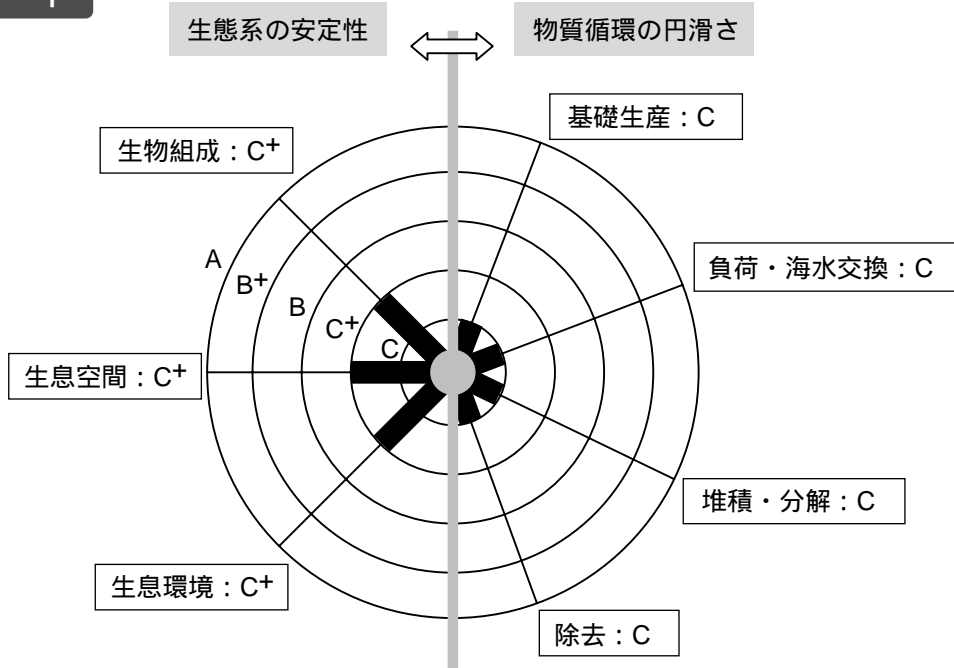 生態系の安定性
物質循環の円滑さ
基礎生産：C
生物組成：C⁺
負荷・海水交換：C
A
B⁺
B
C⁺
C
生息空間：C⁺
堆積・分解：C
生息環境：C⁺
除去：C